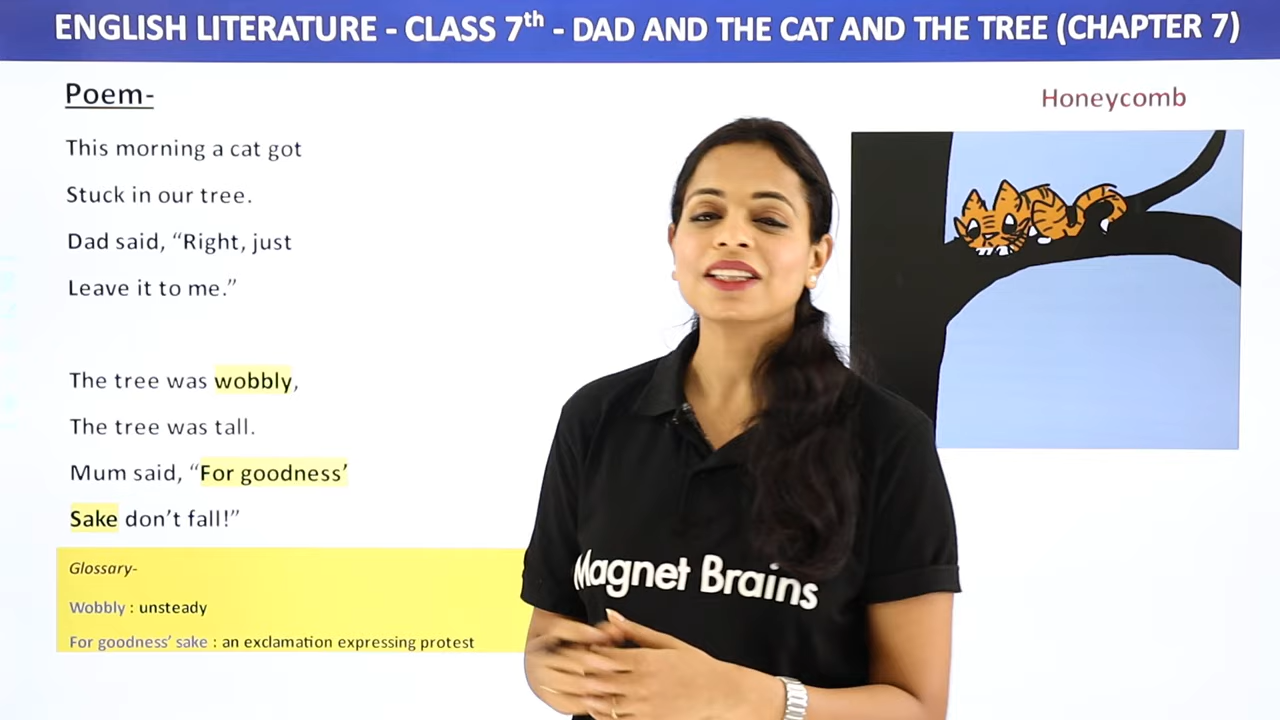 ENGLISH LITERATURE - CLASS 7th - DAD AND THE CAT AND THE TREE (CHAPTER 7)
Poem-
This morning a cat got
Stuck in our tree.
Dad said, “Right, just
Leave it to me.”
The tree was wobbly,
The tree was tall.
Mum said, “For goodness’
Sake don’t fall!”
Glossary-
Wobbly : unsteady
For goodness’ sake : an exclamation expressing protest
Honeycomb
Magnet Brains